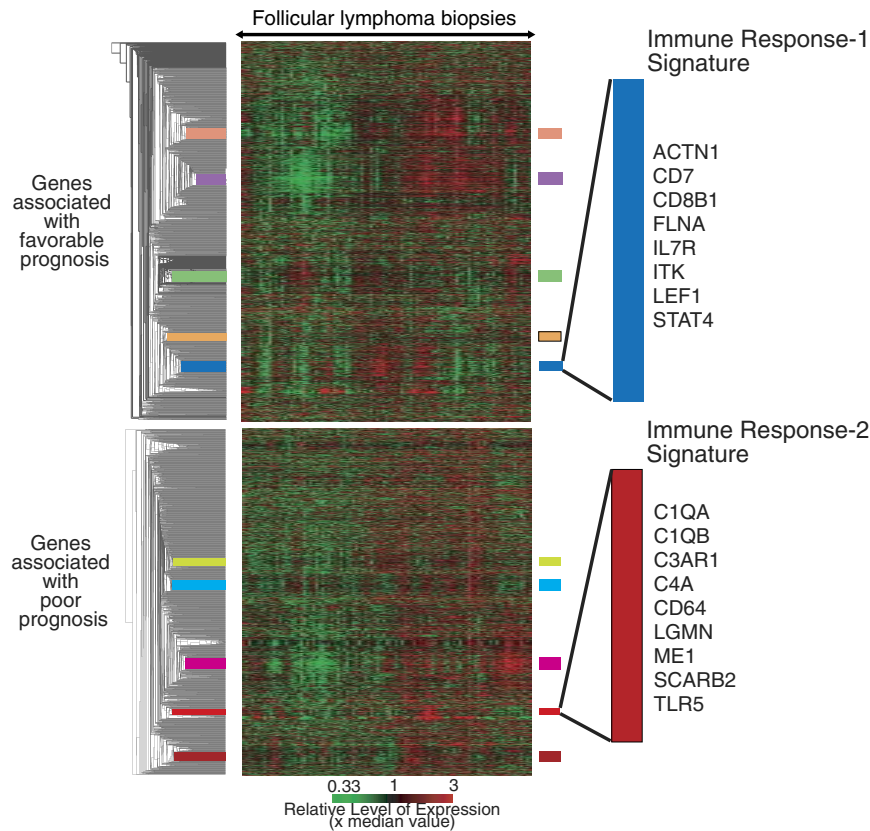 Follicular lymphoma biopsies
Genes
associated
with
favorable
prognosis
Immune Response-1
Signature
ACTN1
CD7
CD8B1
FLNA
IL7R
ITK
LEF1
STAT4
Genes
associated
with
poor
prognosis
Immune Response-2
Signature
C1QA
C1QB
C3AR1
C4A
CD64
LGMN
ME1
SCARB2
TLR5
0.33 1 3
Relative Level of Expression
(x median value)